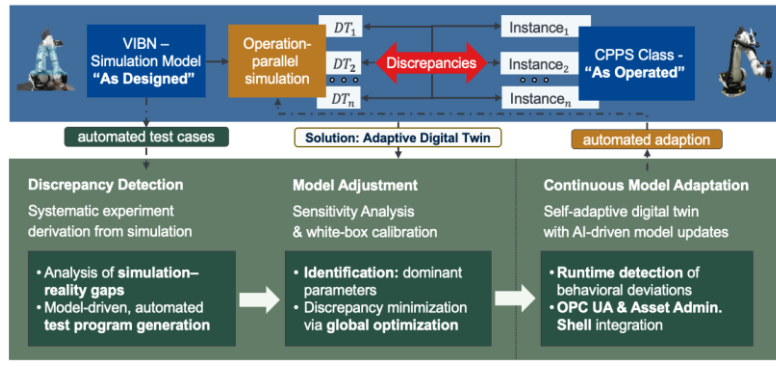 VIBN –
Simulation Model
“As Designed”
Operation-
parallel
simulation
DT1
DT2
DTn
Discrepancies
Instance1
Instance2
Instancen
CPPS Class -
“As Operated”
automated test cases
Solution: Adaptive Digital Twin
automated adaption
Discrepancy Detection
Systematic experiment
derivation from simulation
• Analysis of simulation–
reality gaps
• Model-driven, automated
test program generation
Model Adjustment
Sensitivity Analysis
& white-box calibration
• Identification: dominant
parameters
• Discrepancy minimization
via global optimization
Continuous Model Adaptation
Self-adaptive digital twin
with AI-driven model updates
• Runtime detection of
behavioral deviations
• OPC UA & Asset Admin.
Shell integration